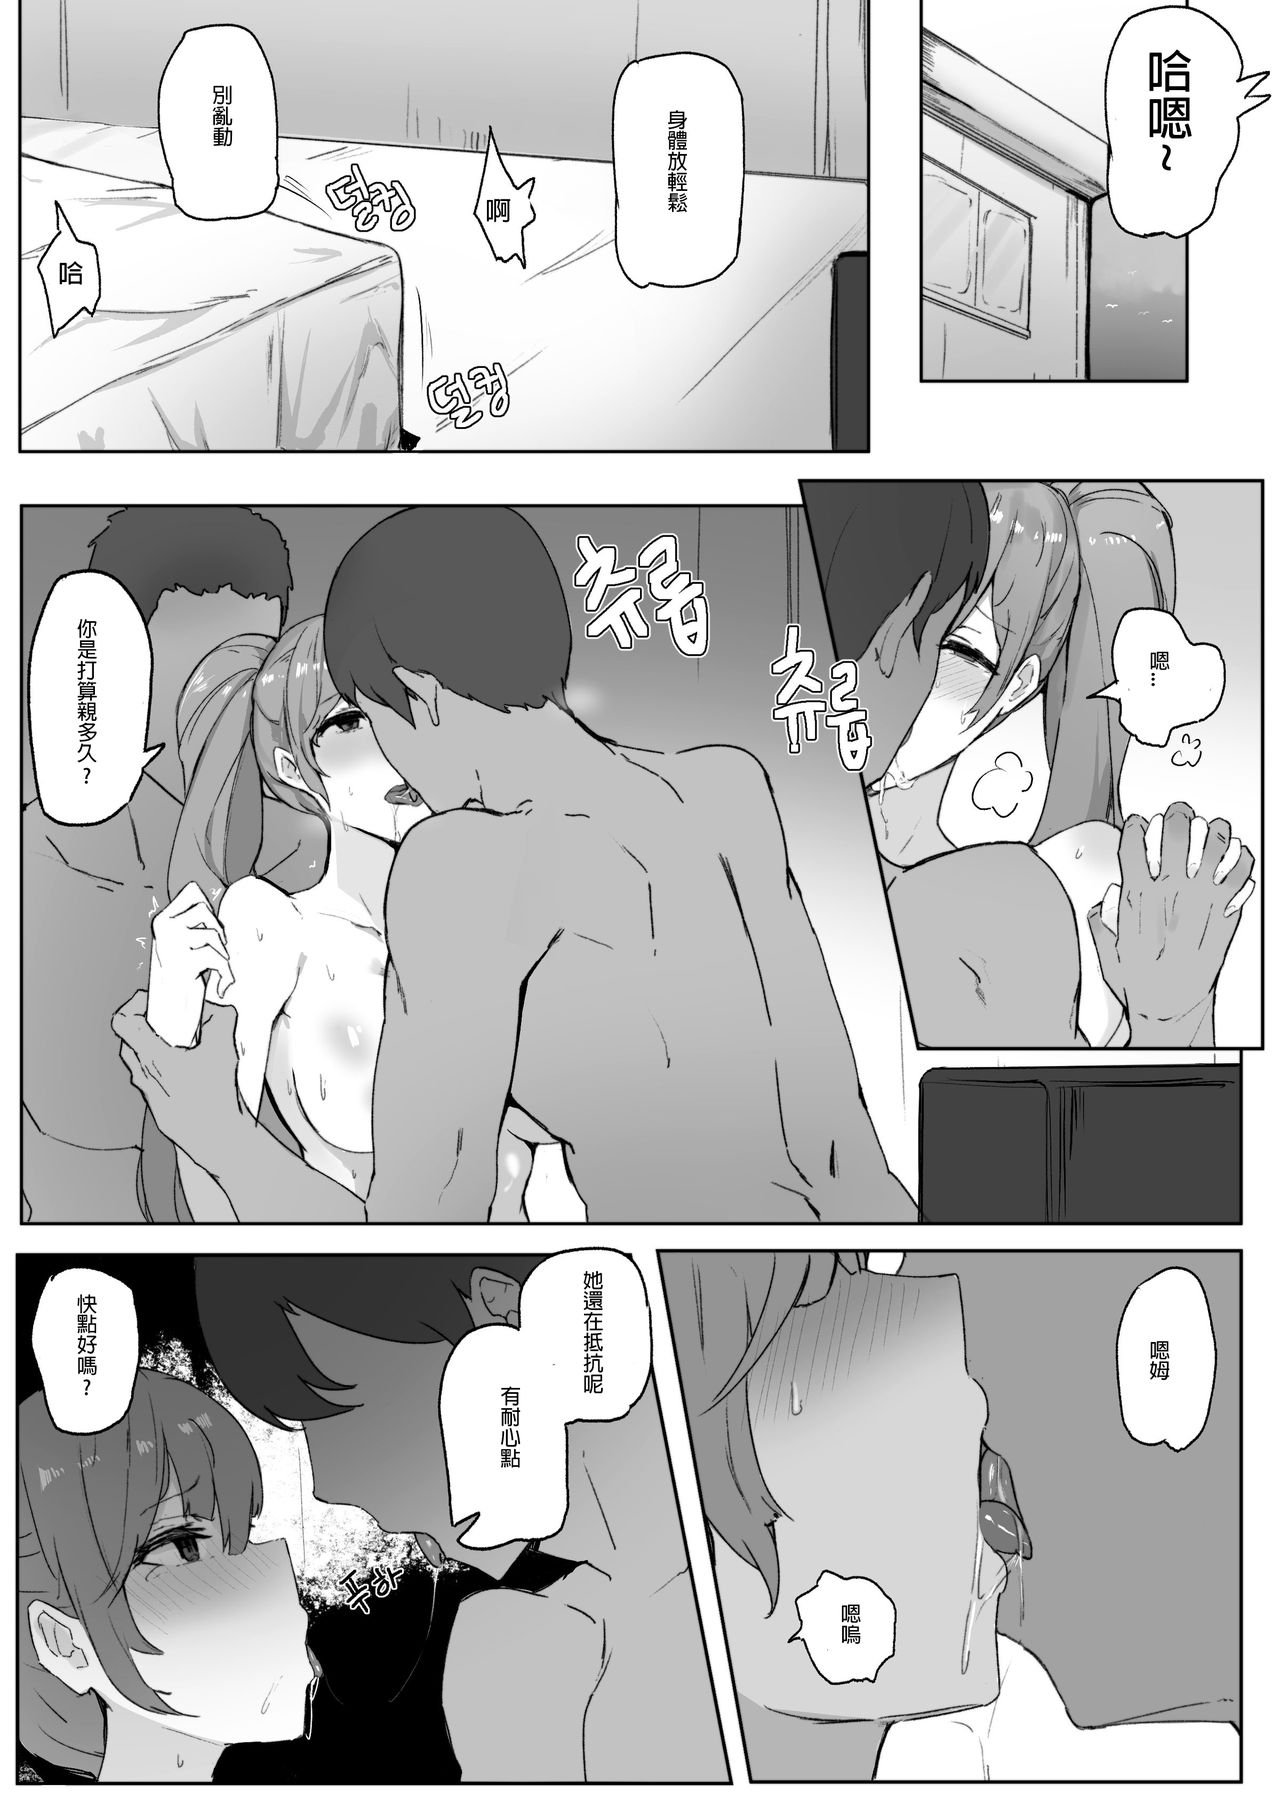 哈嗯~
身體放輕鬆
啊
덜컹
別亂動
哈
덜컹
嗯…
츄릅
츄릅
你是打算親多久?
嗯姆
嗯嗚
她還在抵抗呢
有耐心點
快點好嗎?
푸하